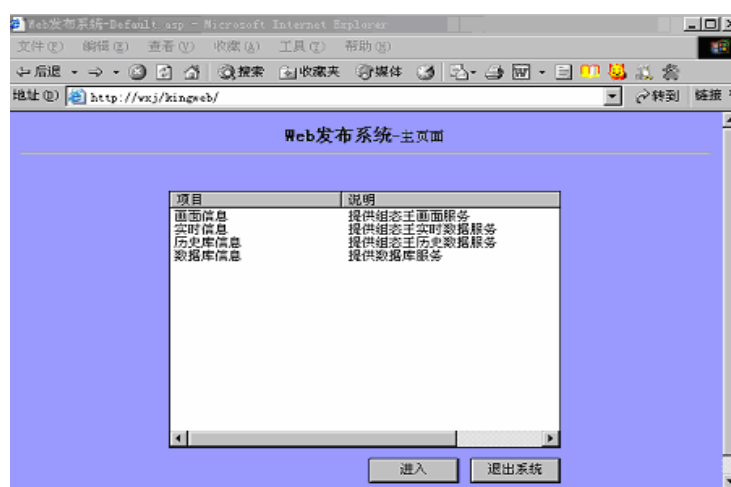 Web发布系统-Default.asp - Microsoft Internet Explorer
文件(F) 编辑(E) 查看(V) 收藏(A) 工具(T) 帮助(H)
后退 搜索 收藏夹 媒体
地址(D) http://wxj/kingweb/ 转到 链接
Web发布系统-主页面
项目 说明
画面信息 提供组态王画面服务
实时信息 提供组态王实时数据服务
历史库信息 提供组态王历史数据服务
数据库信息 提供数据库服务
进入 退出系统